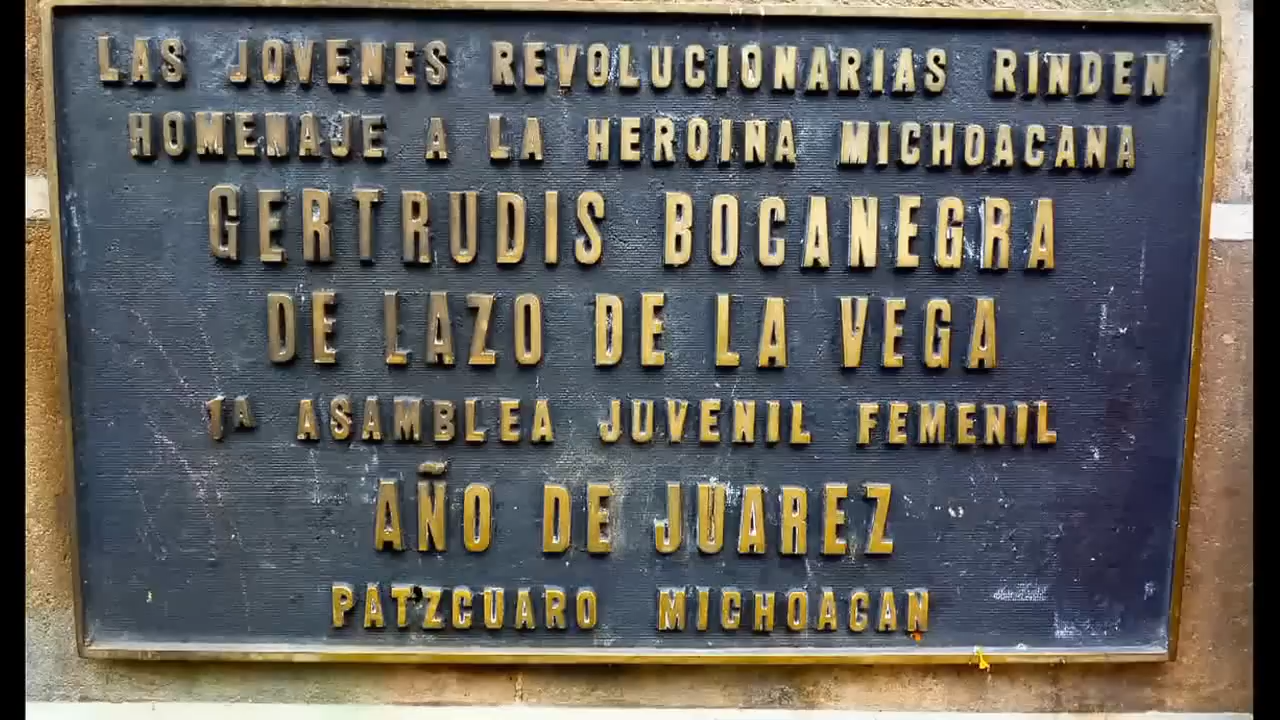 LAS JOVENES REVOLUCIONARIAS RINDEN
HOMENAJE A LA HEROINA MICHOACANA
GERTRUDIS BOCANEGRA
DE LAZO DE LA VEGA
1A ASAMBLEA JUVENIL FEMENIL
AÑO DE JUAREZ
PATZCUARO MICHOACAN